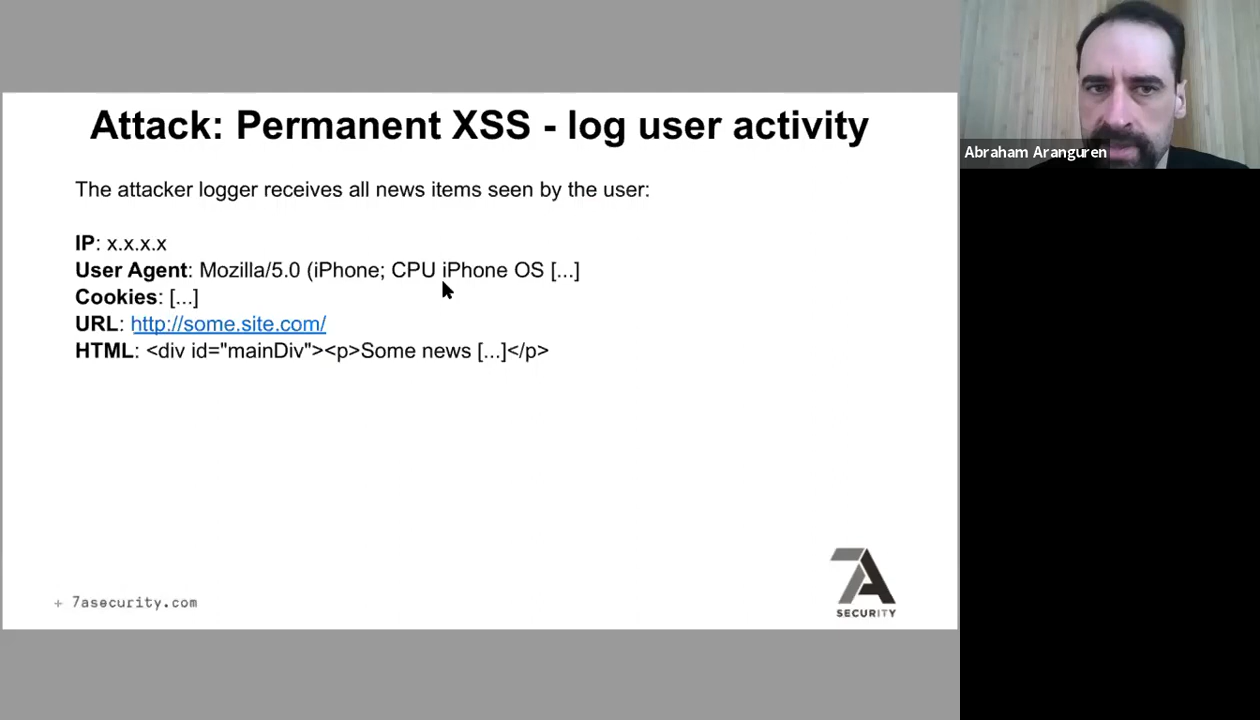 Attack: Permanent XSS - log user activity
The attacker logger receives all news items seen by the user:
IP: x.x.x.x
User Agent: Mozilla/5.0 (iPhone; CPU iPhone OS [...]
Cookies: [...]
URL: http://some.site.com/
HTML: <div id="mainDiv"><p>Some news [...]</p>
+ 7asecurity.com
7A
SECURITY
Abraham Aranguren